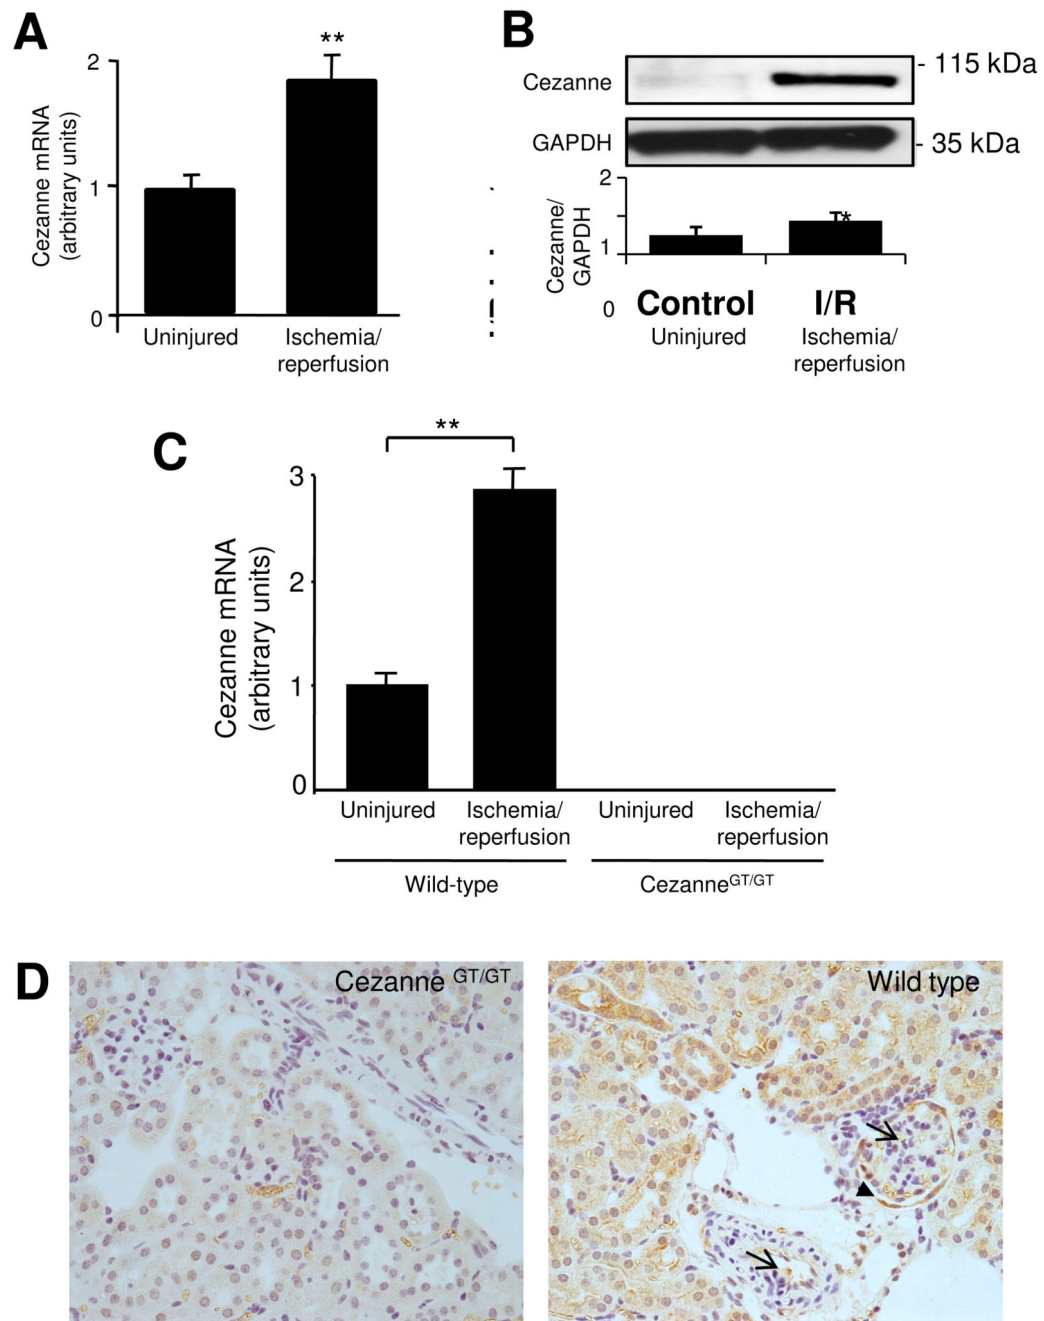 A
**
2
1
0
Cezanne mRNA
(arbitrary units)
Uninjured
Ischemia/
reperfusion
B
Cezanne
- 115 kDa
GAPDH
- 35 kDa
2
1
0
Cezanne/
GAPDH
*
Control
I/R
Uninjured
Ischemia/
reperfusion
C
**
3
2
1
0
Cezanne mRNA
(arbitrary units)
Uninjured
Ischemia/
reperfusion
Uninjured
Ischemia/
reperfusion
Wild-type
Cezanne GT/GT
D
Cezanne GT/GT
Wild type